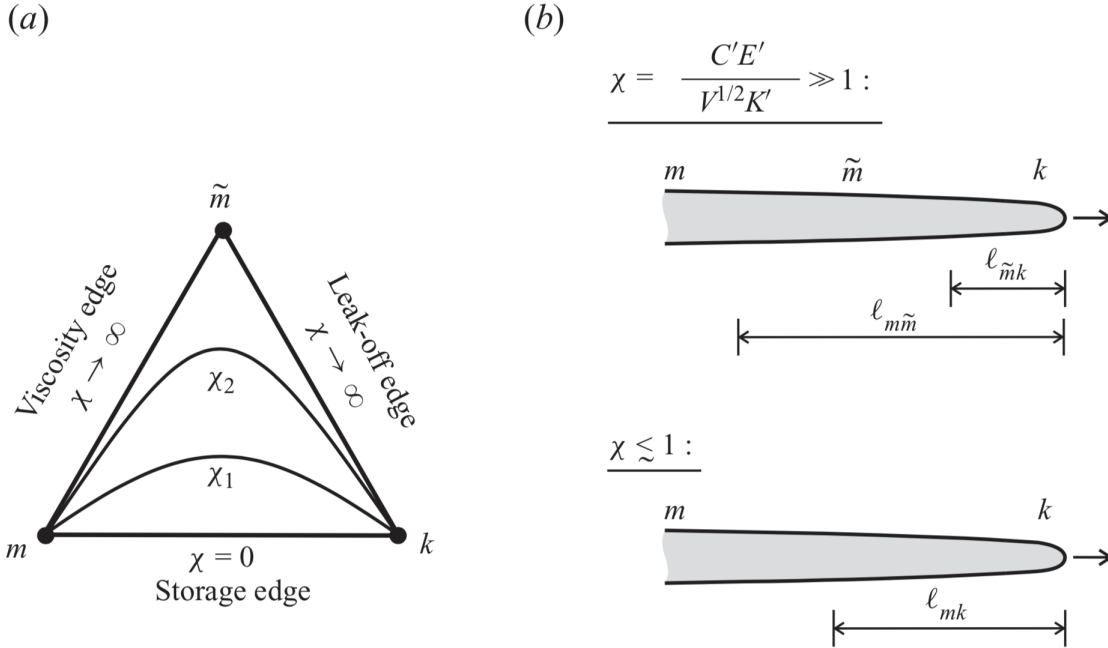 (a)
m̃
Viscosity edge
χ → ∞
Leak-off edge
χ → ∞
χ₂
χ₁
m
k
χ = 0
Storage edge
(b)
χ = C′E′ / V^{1/2}K′ ≫ 1 :
m m̃ k
ℓ_{m̃k}
ℓ_{mm̃}
χ ≲ 1 :
m k
ℓ_{mk}